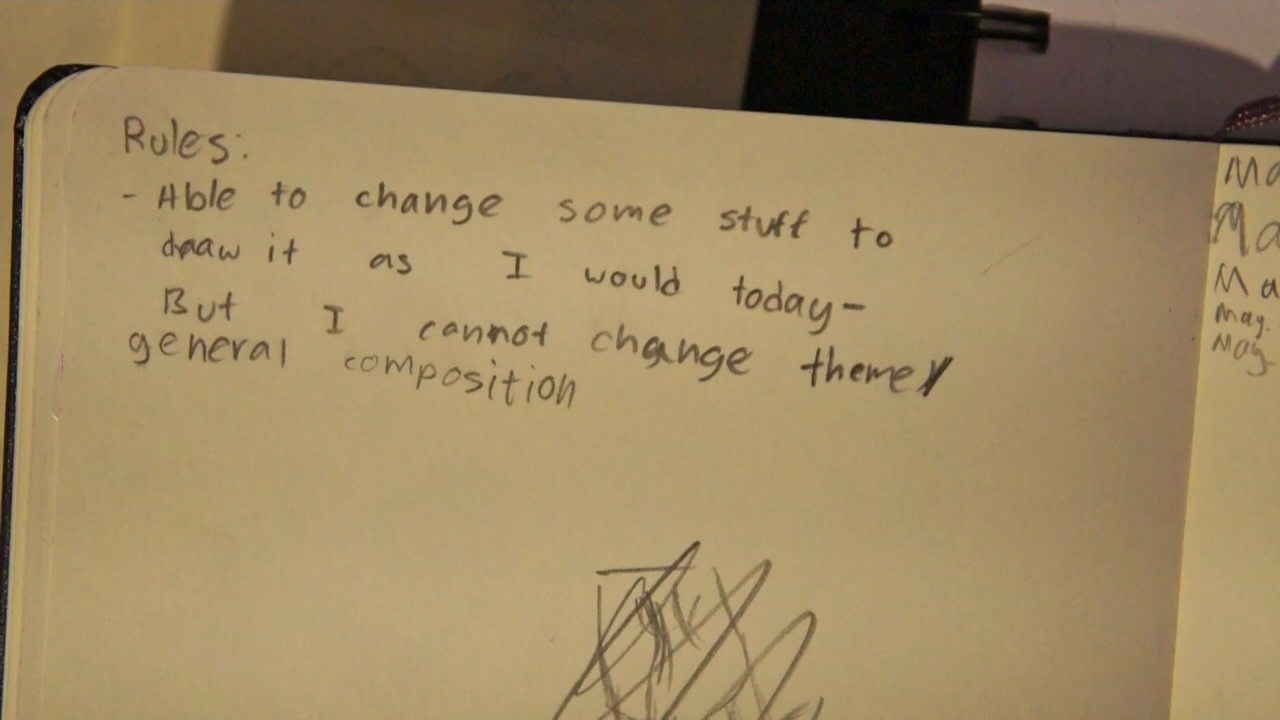 Rules:
- Able to change some stuff to
draw it as I would today-
But I cannot change theme/
general composition
Ma
Ma
Ma
May.
May